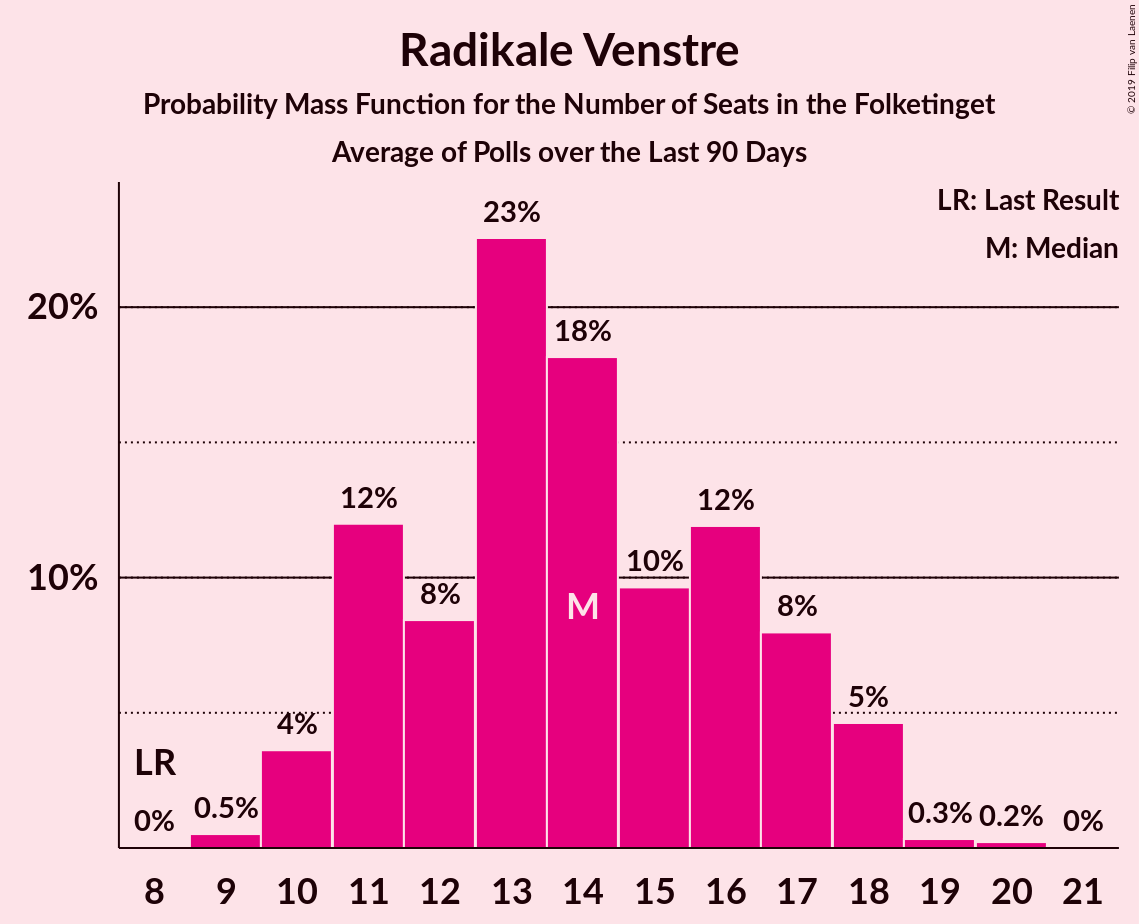 Radikale Venstre
Probability Mass Function for the Number of Seats in the Folketinget
Average of Polls over the Last 90 Days
© 2019 Filip van Laenen
LR: Last Result
M: Median
20%
10%
LR
0%
0.5%
4%
12%
8%
23%
18%
M
10%
12%
8%
5%
0.3%
0.2%
0%
8 9 10 11 12 13 14 15 16 17 18 19 20 21